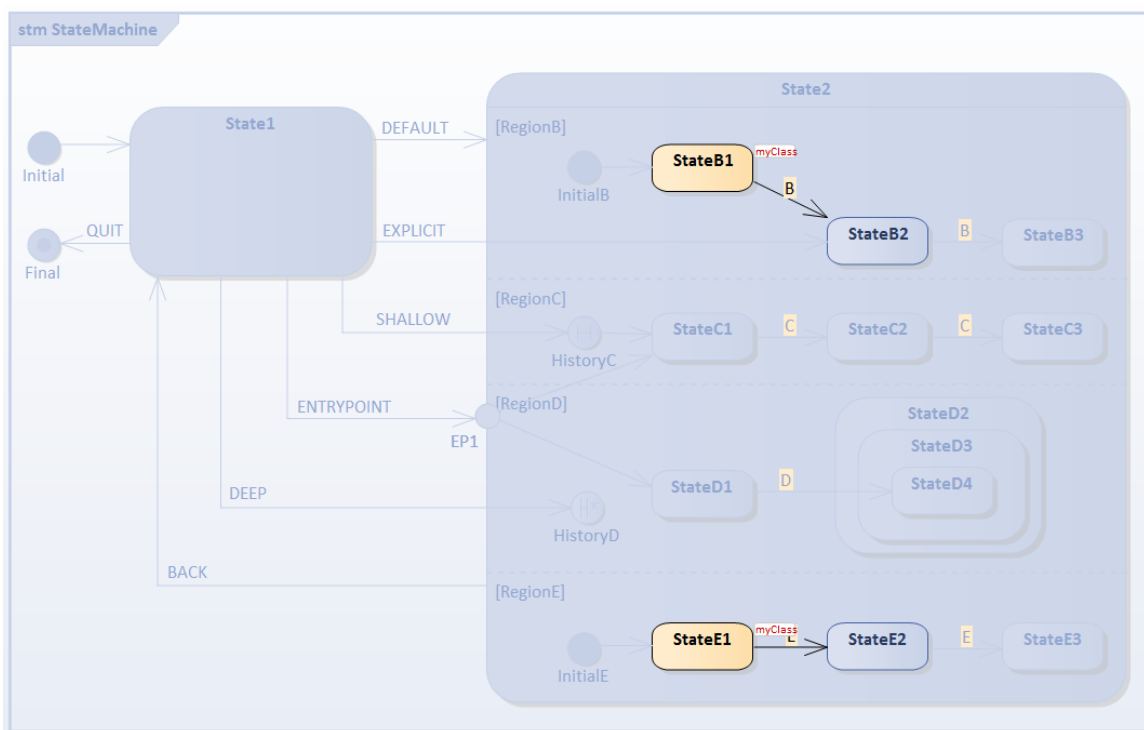 stm StateMachine
State2
State1
DEFAULT
[RegionB]
Initial
StateB1
myClass
InitialB
B
QUIT
EXPLICIT
StateB2
B
StateB3
Final
[RegionC]
SHALLOW
H
StateC1
C
StateC2
C
StateC3
HistoryC
ENTRYPOINT
[RegionD]
EP1
StateD2
StateD3
StateD1
D
StateD4
DEEP
H*
HistoryD
BACK
[RegionE]
StateE1
myClass
StateE2
E
StateE3
InitialE